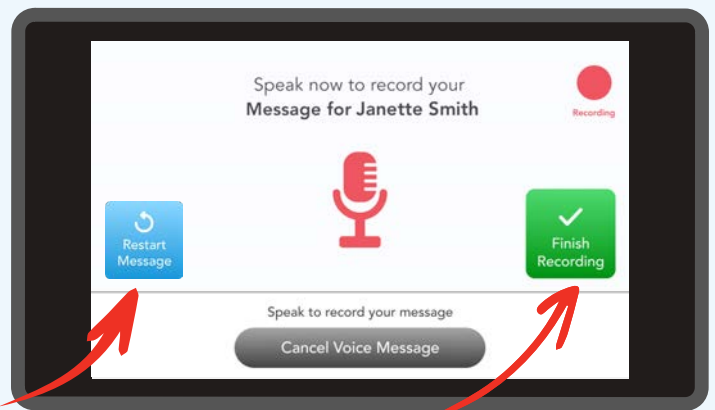 Speak now to record your
Message for Janette Smith
Recording
Restart
Message
Finish
Recording
Speak to record your message
Cancel Voice Message